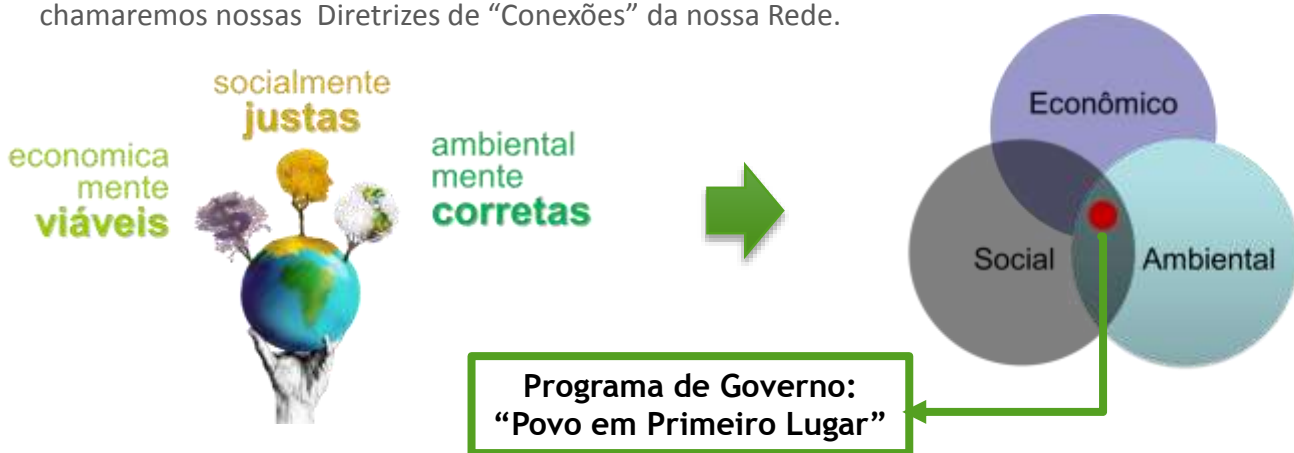 chamaremos nossas Diretrizes de “Conexões” da nossa Rede.
socialmente
justas
economica
mente
viáveis
ambiental
mente
corretas
Econômico
Social
Ambiental
Programa de Governo:
“Povo em Primeiro Lugar”